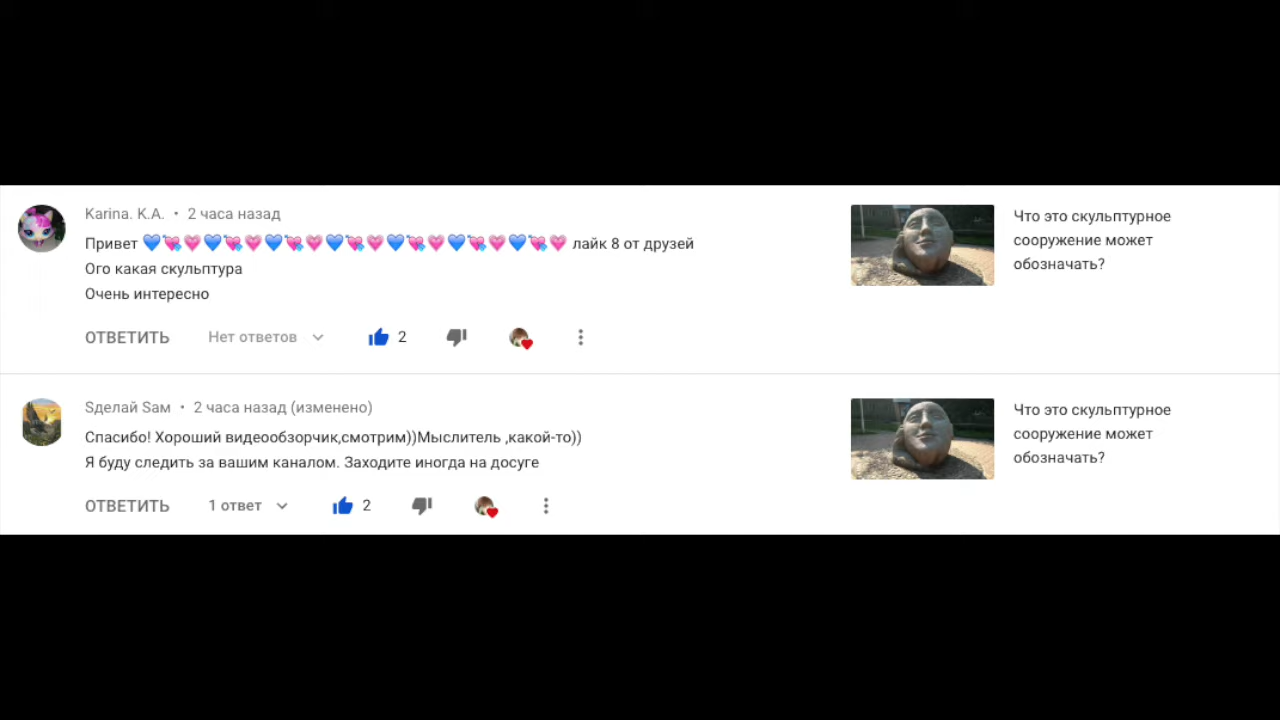 Karina. K.A. • 2 часа назад
Привет 💙💘💗💙💘💗💙💘💗💙💘💗💙💘💗💙💘💗💙💘💗 лайк 8 от друзей
Ого какая скульптура
Очень интересно
ОТВЕТИТЬ Нет ответов 2
Что это скульптурное
сооружение может
обозначать?
Sделай Sам • 2 часа назад (изменено)
Спасибо! Хороший видеообзорчик,смотрим))Мыслитель ,какой-то))
Я буду следить за вашим каналом. Заходите иногда на досуге
ОТВЕТИТЬ 1 ответ 2
Что это скульптурное
сооружение может
обозначать?